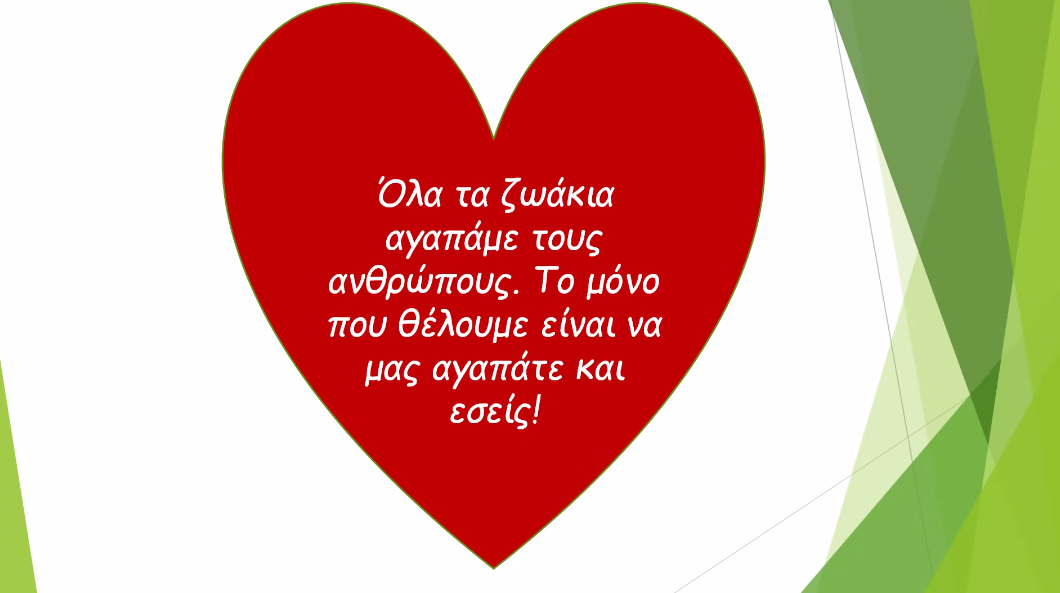 Όλα τα ζωάκια
αγαπάμε τους
ανθρώπους. Το μόνο
που θέλουμε είναι να
μας αγαπάτε και
εσείς!